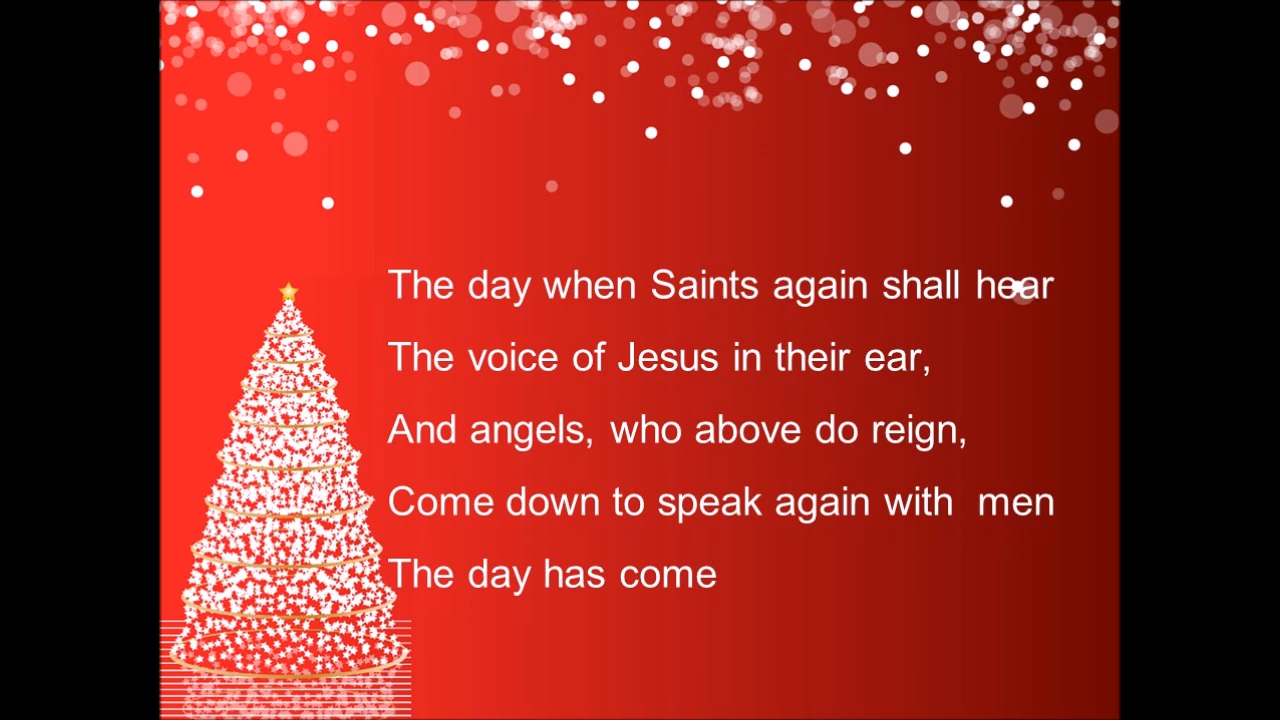 The day when Saints again shall hear
The voice of Jesus in their ear,
And angels, who above do reign,
Come down to speak again with  men
The day has come